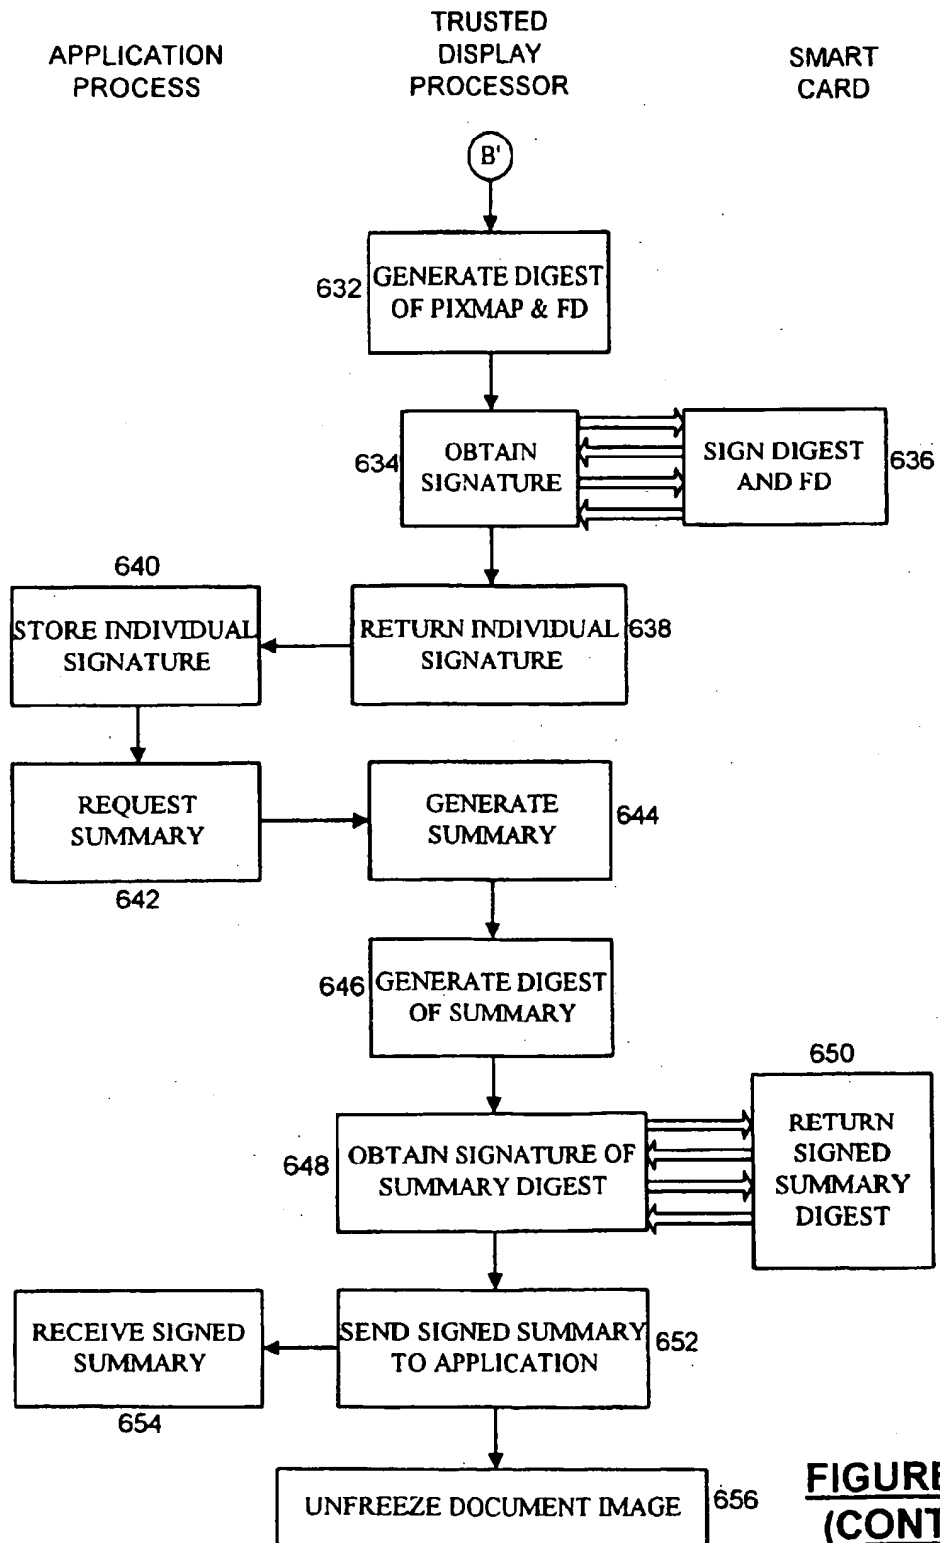 APPLICATION
PROCESS
TRUSTED
DISPLAY
PROCESSOR
SMART
CARD
B'
632
GENERATE DIGEST
OF PIXMAP & FD
634
OBTAIN
SIGNATURE
SIGN DIGEST
AND FD
636
640
STORE INDIVIDUAL
SIGNATURE
RETURN INDIVIDUAL
SIGNATURE
638
REQUEST
SUMMARY
642
GENERATE
SUMMARY
644
646
GENERATE DIGEST
OF SUMMARY
648
OBTAIN SIGNATURE OF
SUMMARY DIGEST
650
RETURN
SIGNED
SUMMARY
DIGEST
RECEIVE SIGNED
SUMMARY
654
SEND SIGNED SUMMARY
TO APPLICATION
652
UNFREEZE DOCUMENT IMAGE
656
FIGURE
(CONT